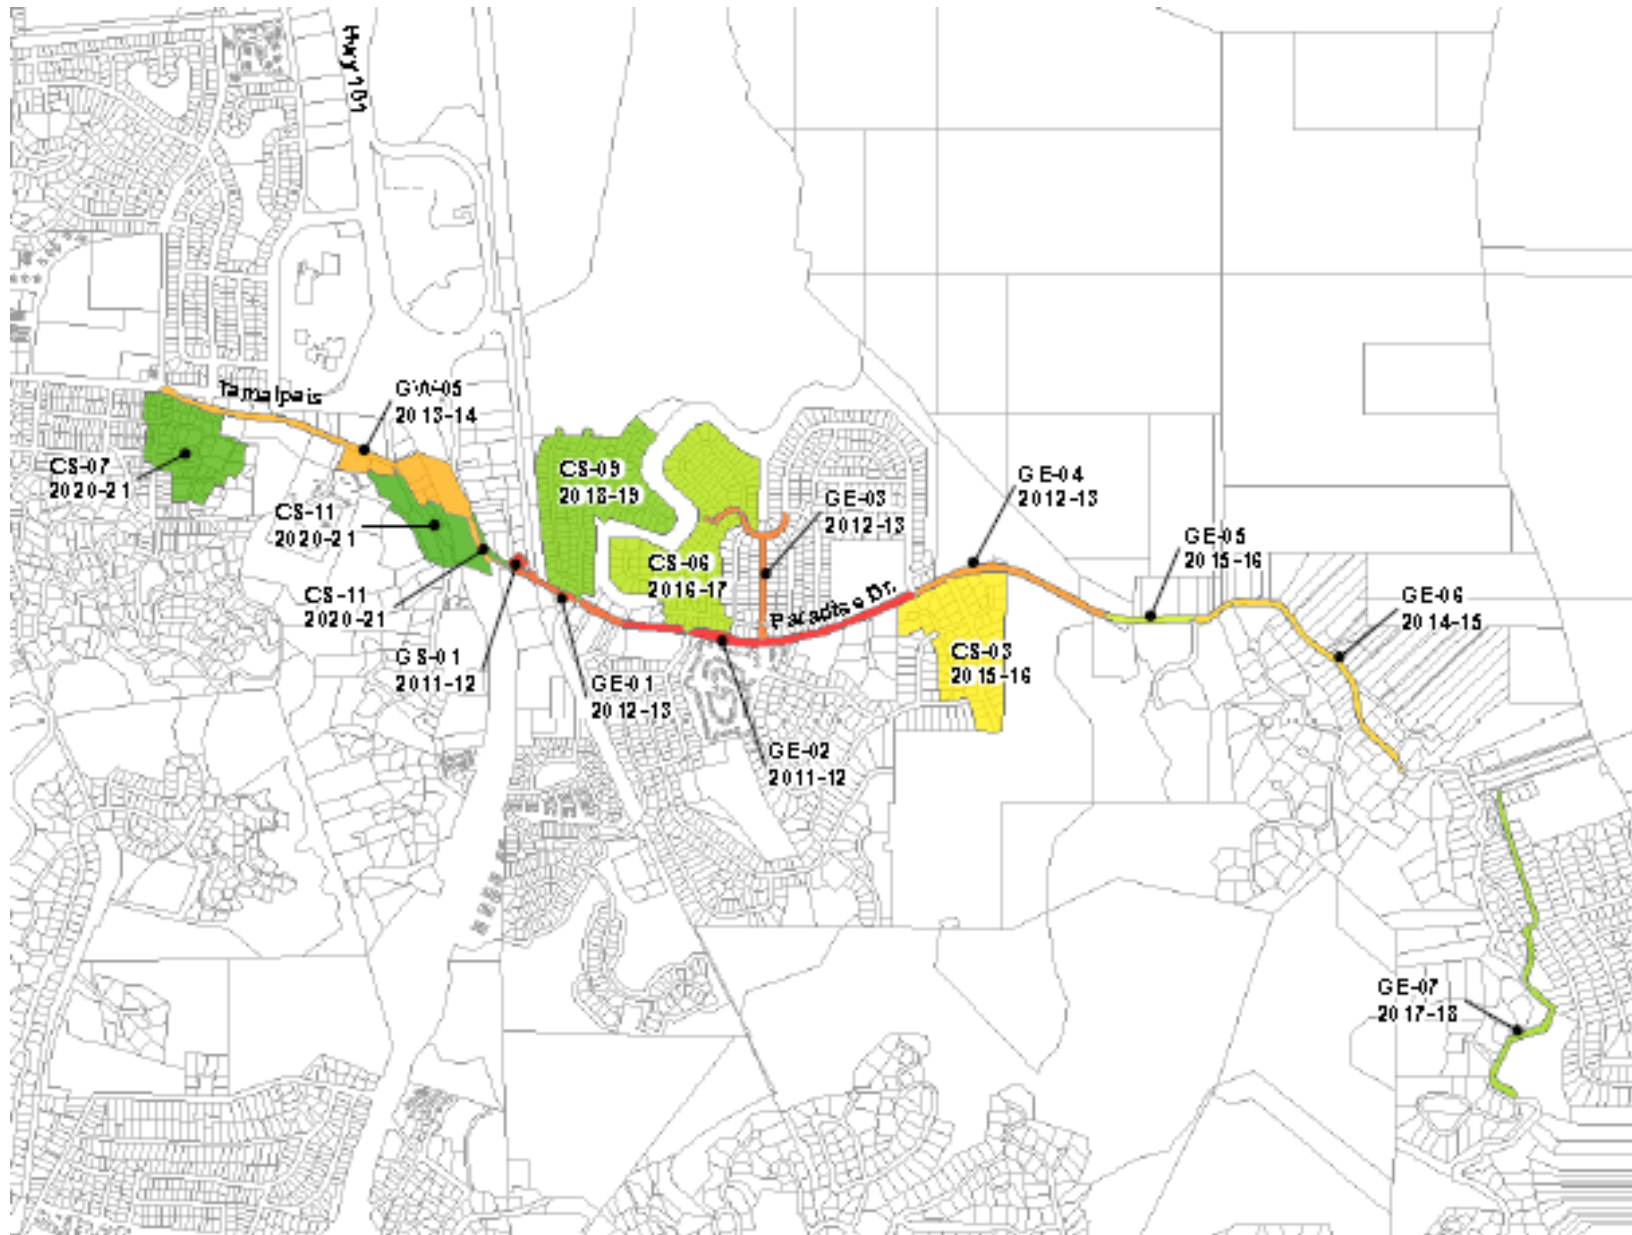 Hwy 101
Tamalpais
GW-05
2013-14
CS-07
2020-21
CS-11
2020-21
CS-09
2018-19
GE-03
2012-13
GE-04
2012-13
CS-06
2016-17
GE-05
2015-16
CS-11
2020-21
Paradise Dr.
GE-06
2014-15
GS-01
2011-12
CS-03
2015-16
GE-01
2012-13
GE-02
2011-12
GE-07
2017-18